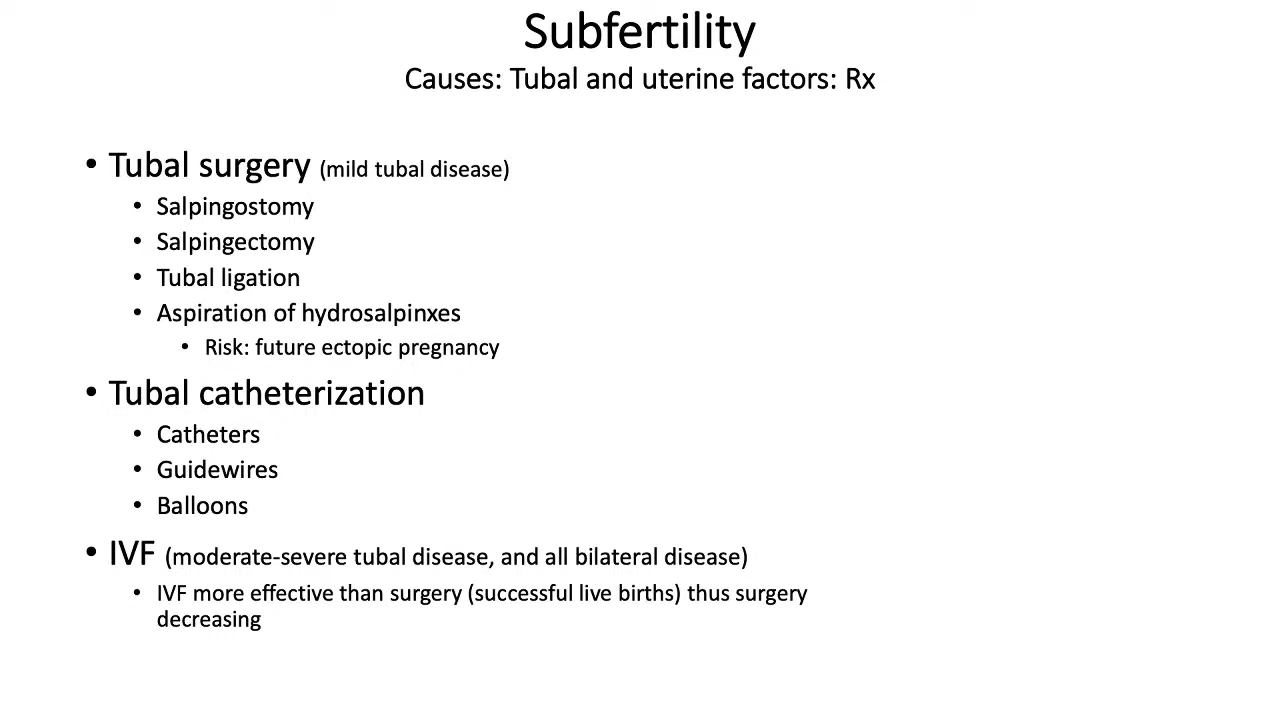 Subfertility
Causes: Tubal and uterine factors: Rx
• Tubal surgery (mild tubal disease)
• Salpingostomy
• Salpingectomy
• Tubal ligation
• Aspiration of hydrosalpinxes
• Risk: future ectopic pregnancy
• Tubal catheterization
• Catheters
• Guidewires
• Balloons
• IVF (moderate-severe tubal disease, and all bilateral disease)
• IVF more effective than surgery (successful live births) thus surgery
decreasing